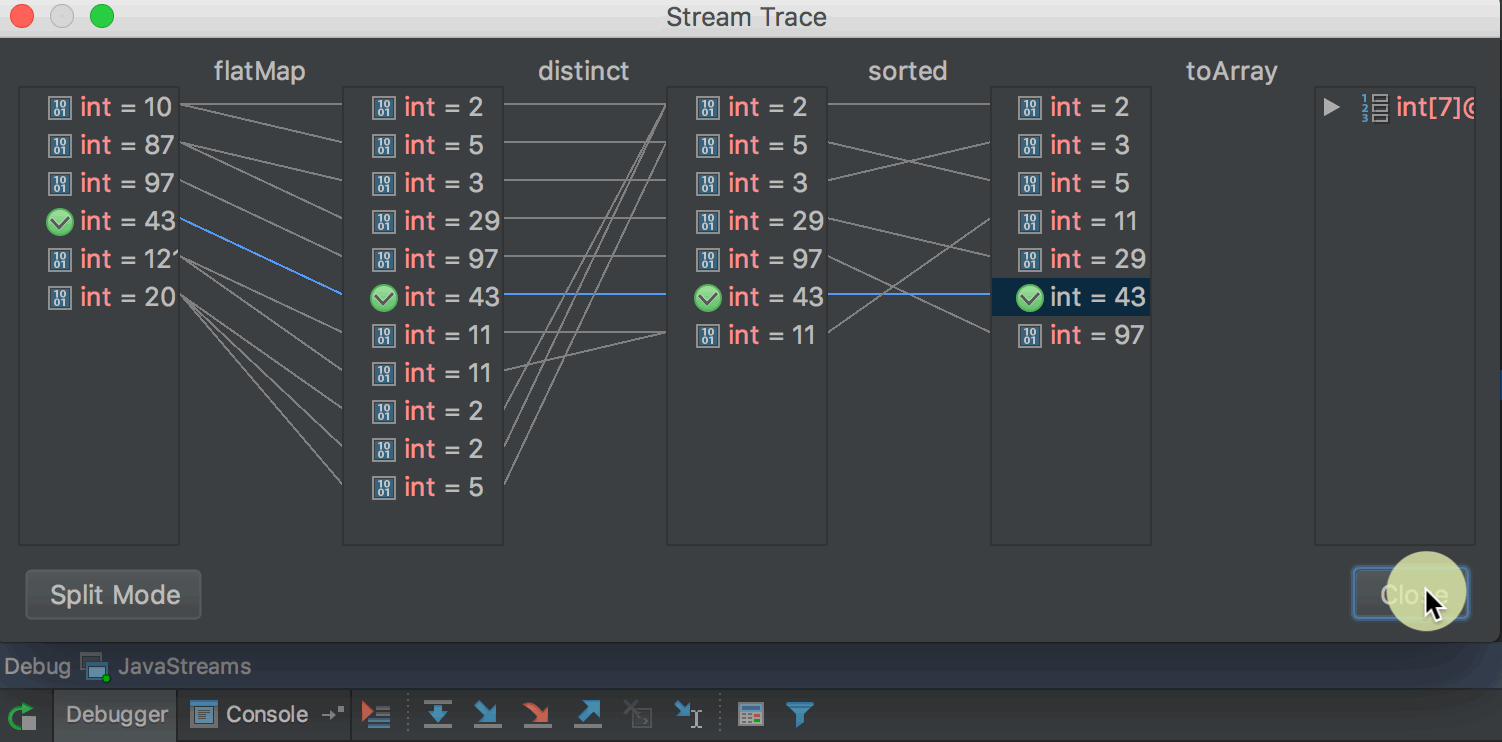 Stream Trace
flatMap distinct sorted toArray
int = 10 int = 2 int = 2 int = 2 int[7]@
int = 87 int = 5 int = 5 int = 3
int = 97 int = 3 int = 3 int = 5
int = 43 int = 29 int = 29 int = 11
int = 12 int = 97 int = 97 int = 29
int = 20 int = 43 int = 43 int = 43
int = 11 int = 11 int = 97
int = 11
int = 2
int = 2
int = 5
Split Mode Close
Debug JavaStreams
Debugger Console